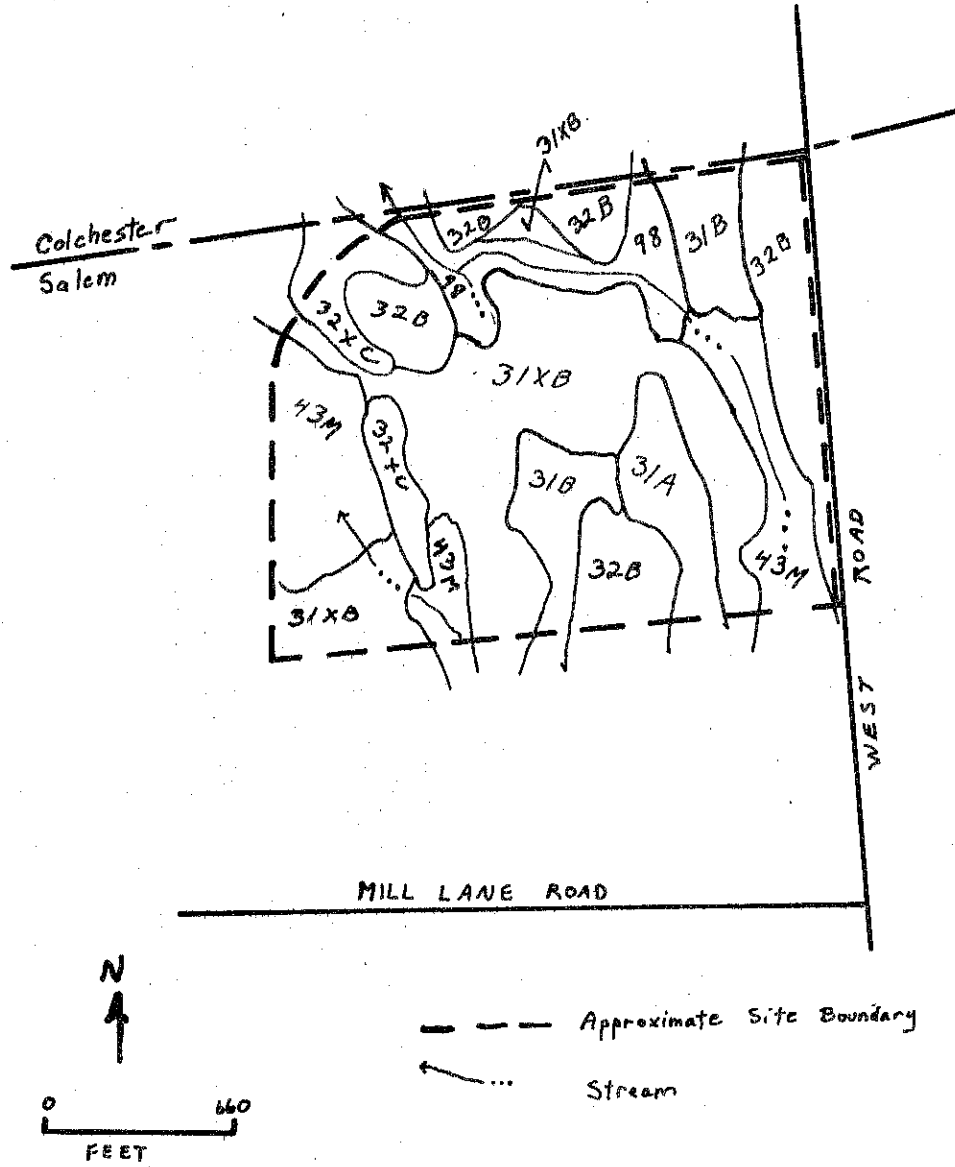 31XB
Colchester
Salem
32B
32B
98
31B
32B
98
32B
32XC
31XB
43M
32XC
31B
31A
43M
32B
43M
31XB
WEST ROAD
MILL LANE ROAD
N
Approximate Site Boundary
Stream
0 660
FEET